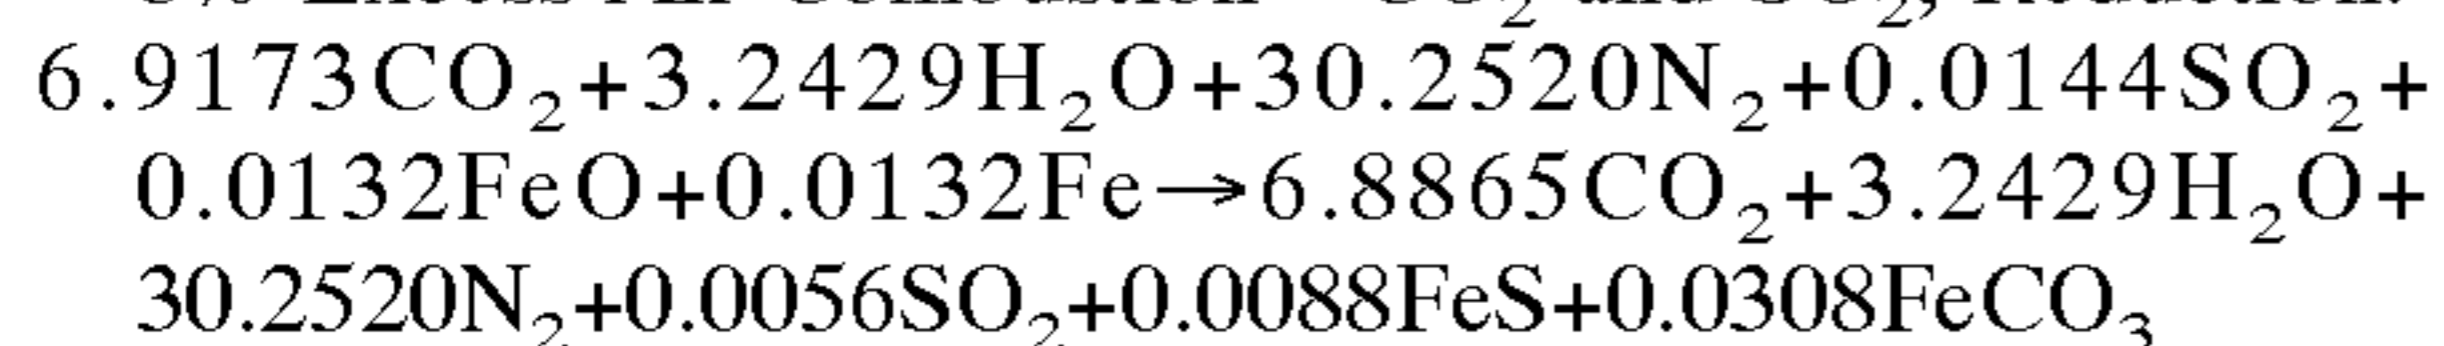 6.9173CO₂+3.2429H₂O+30.2520N₂+0.0144SO₂+
0.0132FeO+0.0132Fe→6.8865CO₂+3.2429H₂O+
30.2520N₂+0.0056SO₂+0.0088FeS+0.0308FeCO₃